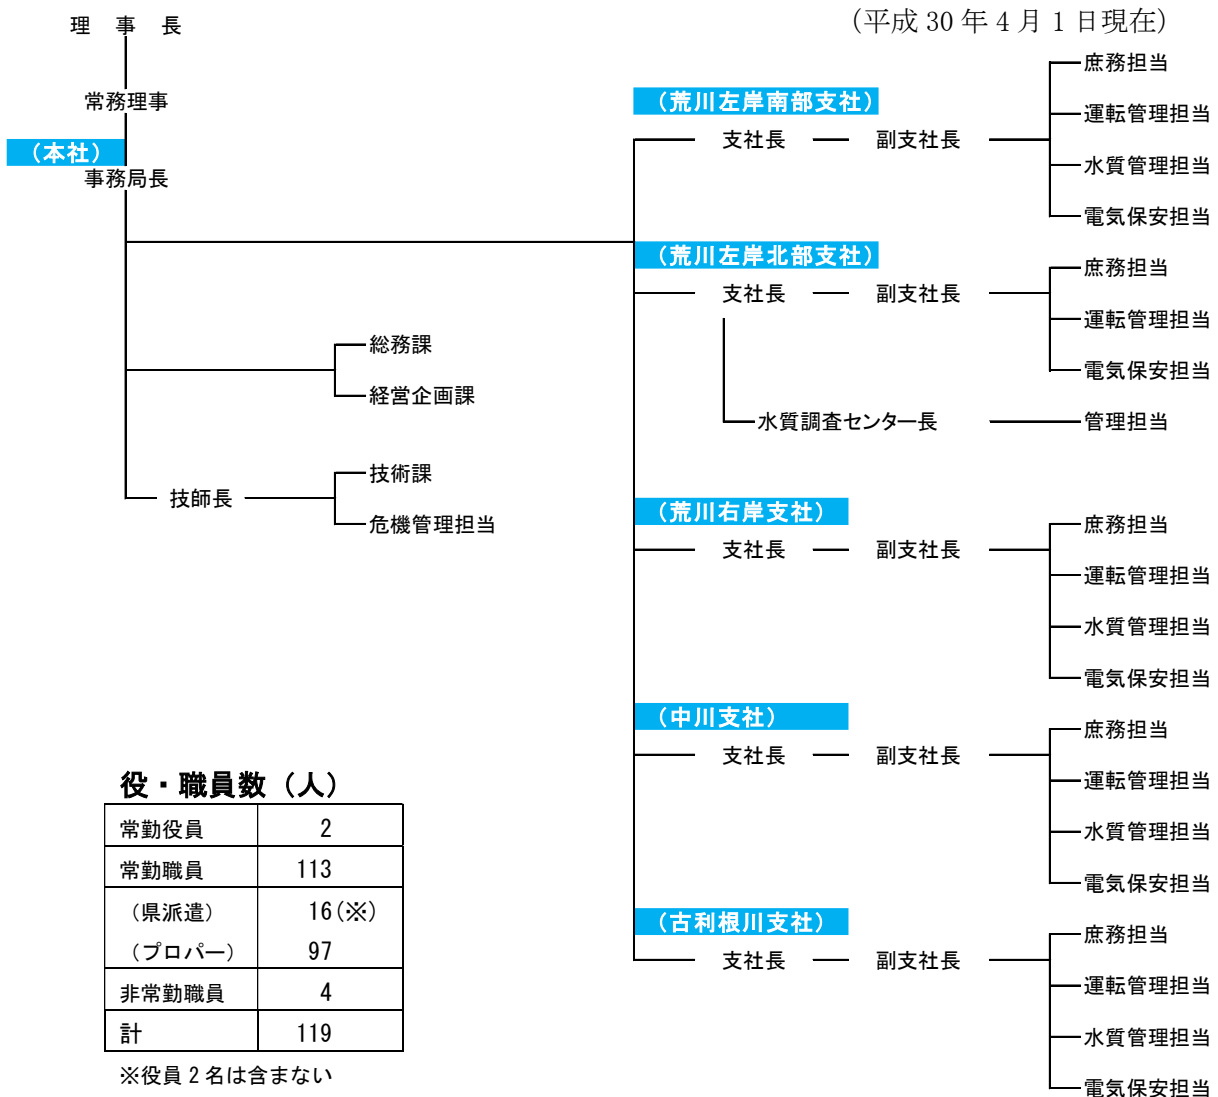 (平成 30 年 4 月 1 日現在)
理 事 長
常務理事
(本社)
事務局長
総務課
経営企画課
技師長
技術課
危機管理担当
(荒川左岸南部支社)
支社長
副支社長
庶務担当
運転管理担当
水質管理担当
電気保安担当
(荒川左岸北部支社)
支社長
副支社長
庶務担当
運転管理担当
電気保安担当
水質調査センター長
管理担当
(荒川右岸支社)
支社長
副支社長
庶務担当
運転管理担当
水質管理担当
電気保安担当
(中川支社)
支社長
副支社長
庶務担当
運転管理担当
水質管理担当
電気保安担当
(古利根川支社)
支社長
副支社長
庶務担当
運転管理担当
水質管理担当
電気保安担当
役・職員数(人)
常勤役員 2
常勤職員 113
(県派遣) 16(※)
(プロパー) 97
非常勤職員 4
計 119
※役員 2 名は含まない